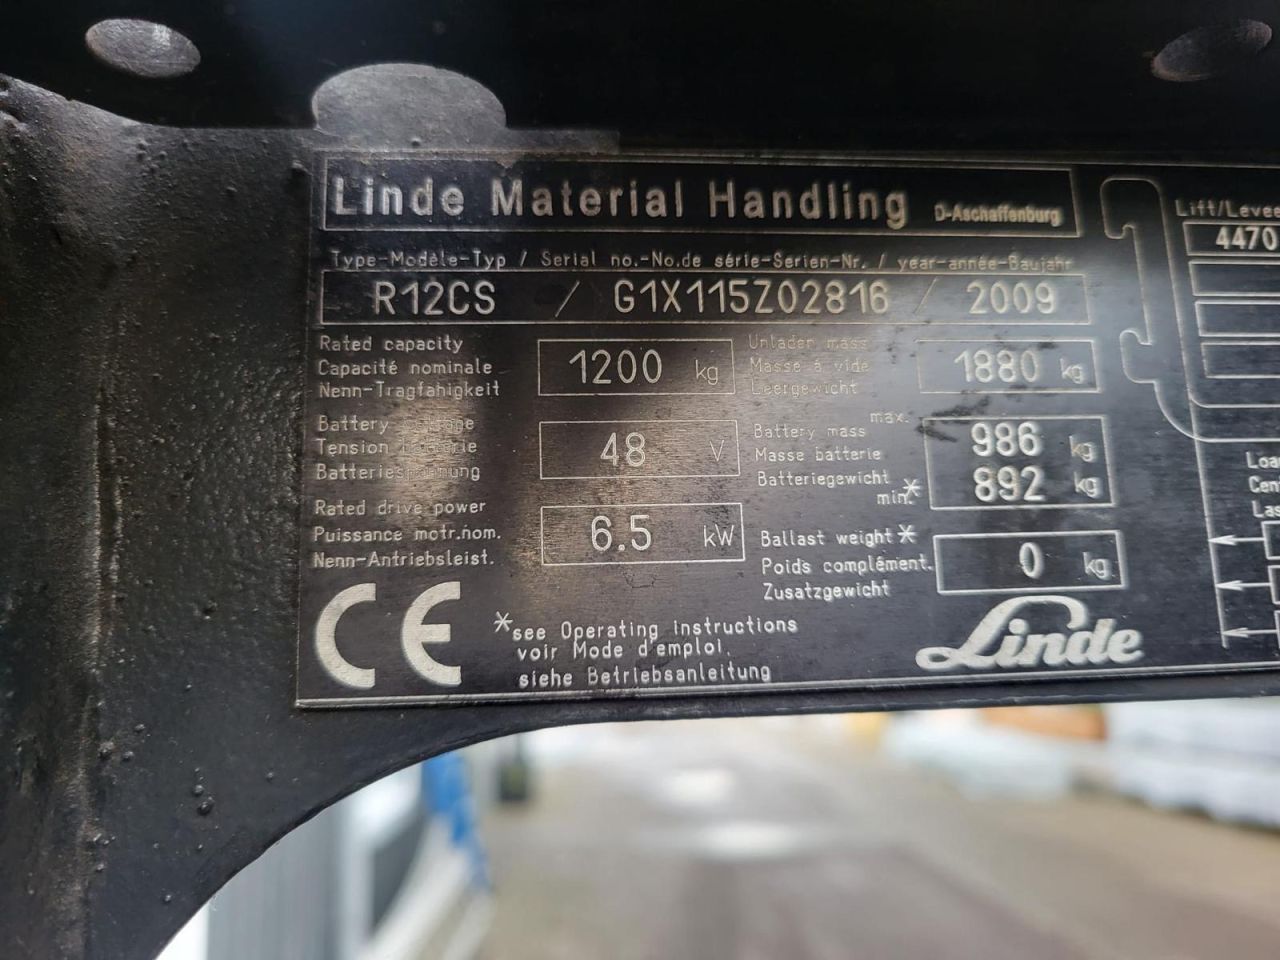 Linde Material Handling D-Aschaffenburg
Type-Modèle-Typ / Serial no.-No.de série-Serien-Nr. / year-année-Baujahr
R12CS / G1X115Z02816 / 2009
Rated capacity
Capacité nominale
Nenn-Tragfähigkeit
1200 kg
Unladen mass
Masse à vide
Leergewicht
1880 kg
Battery voltage
Tension batterie
Batteriespannung
48 V
Battery mass max.
Masse batterie
Batteriegewicht min.*
986 kg
892 kg
Rated drive power
Puissance motr.nom.
Nenn-Antriebsleist.
6.5 kW
Ballast weight*
Poids complément.
Zusatzgewicht
0 kg
CE
*see Operating instructions
voir Mode d'emploi.
siehe Betriebsanleitung
Linde
Lift/Levée
4470